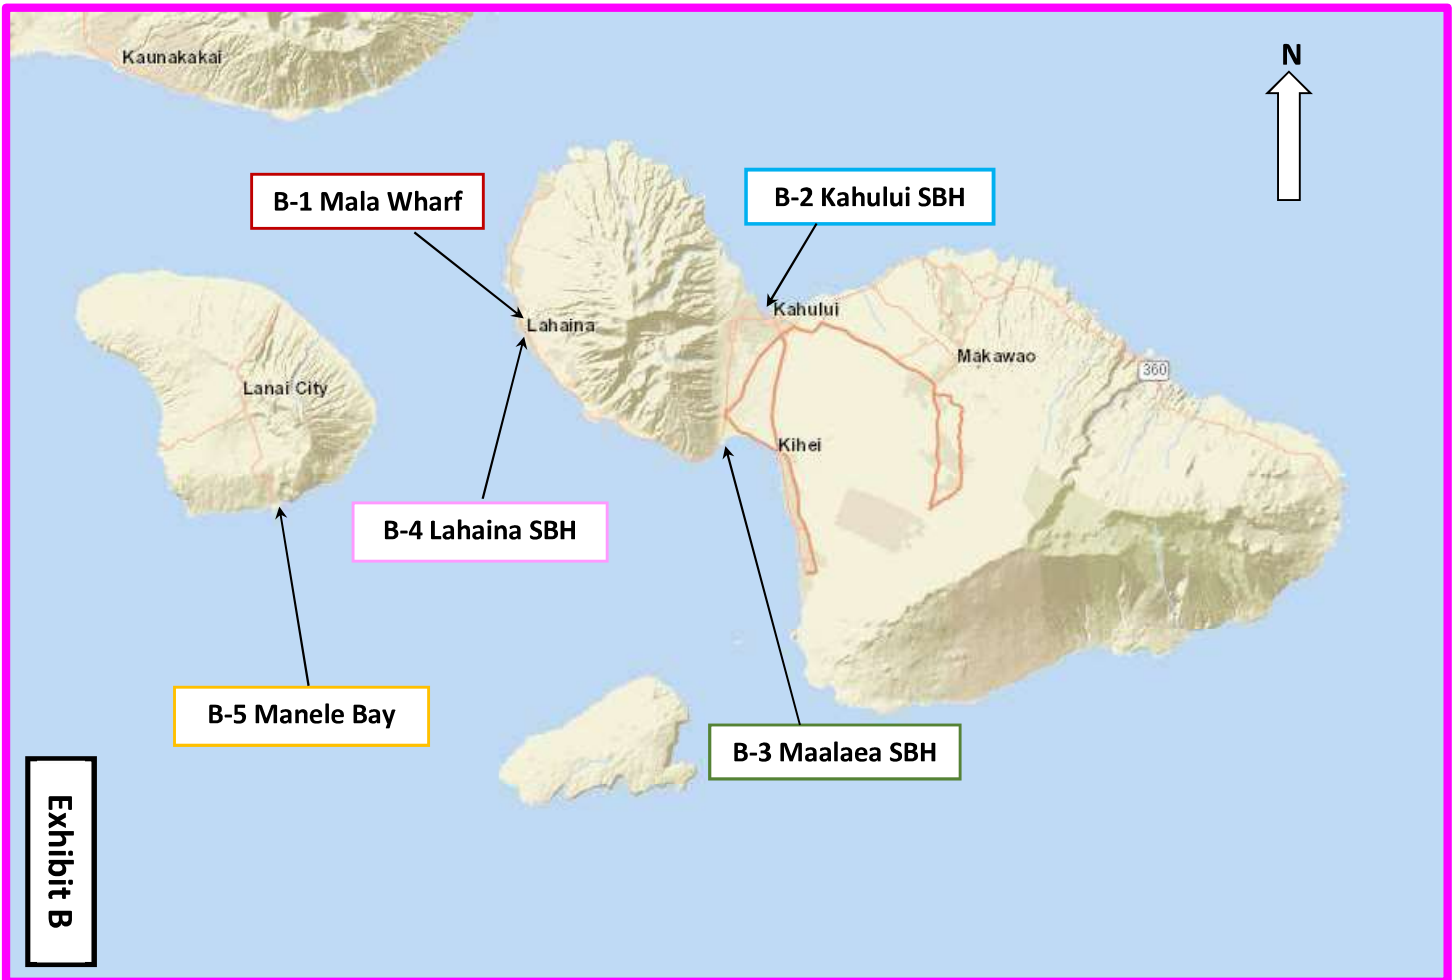 Kaunakakai
N
B-1 Mala Wharf
B-2 Kahului SBH
Kahului
Lahaina
Makawao
360
Lanai City
Kihei
B-4 Lahaina SBH
B-5 Manele Bay
B-3 Maalaea SBH
Exhibit B